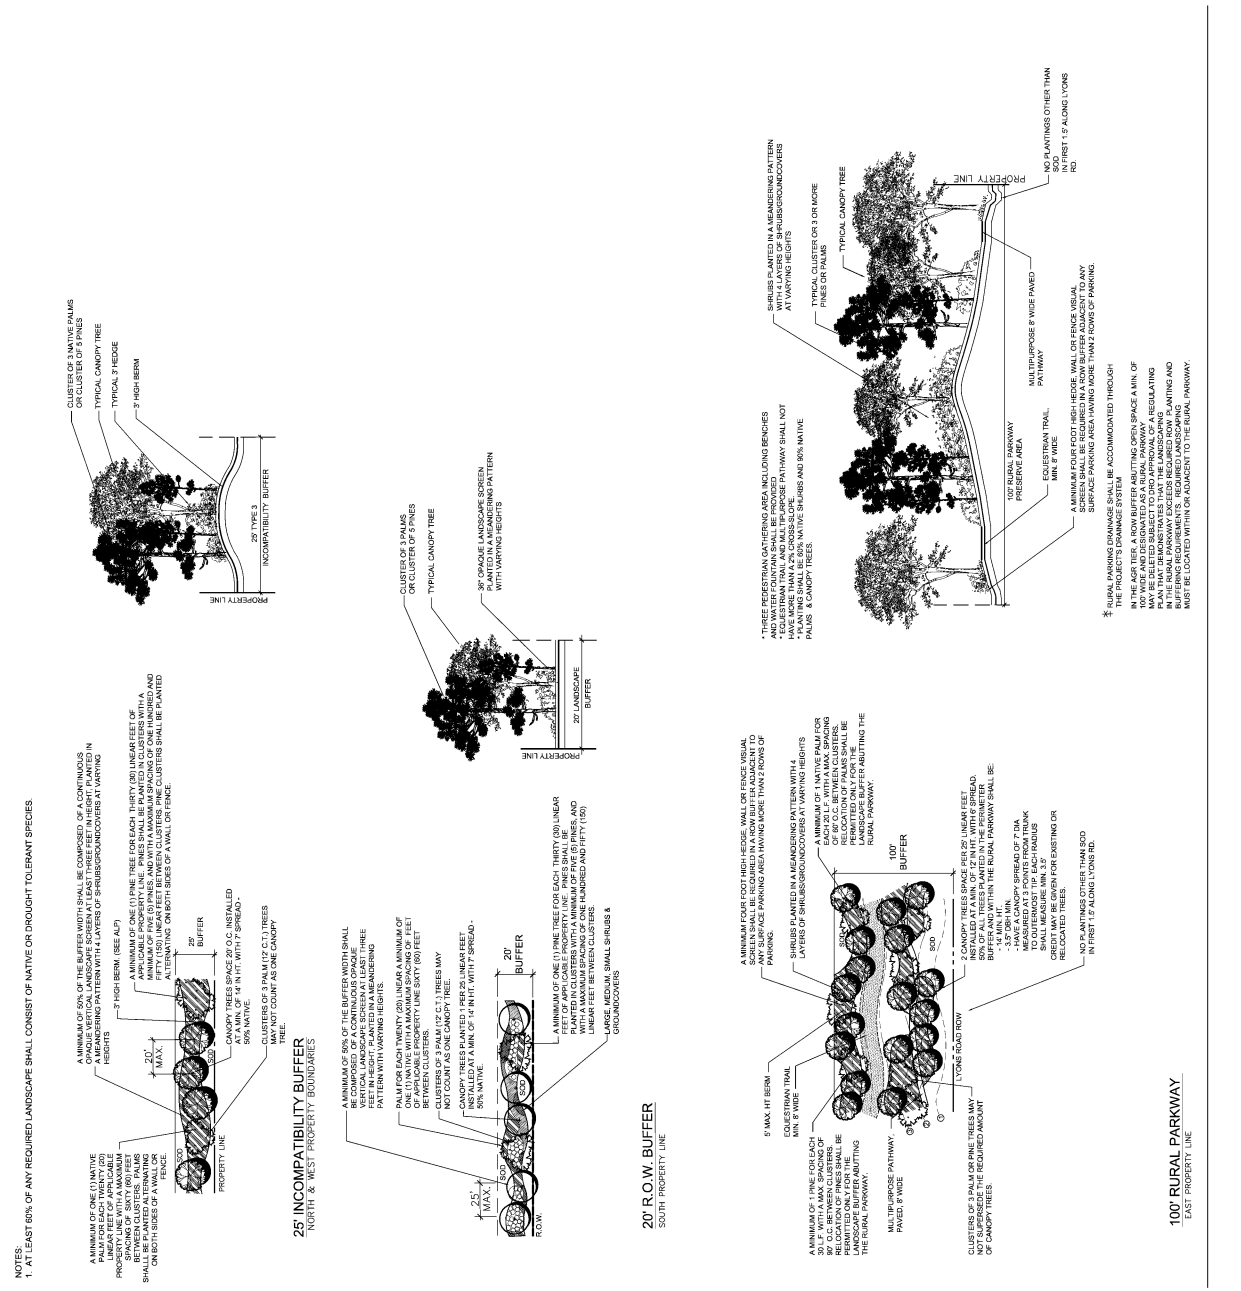 NOTES:
1. AT LEAST 60% OF ANY REQUIRED LANDSCAPE SHALL CONSIST OF NATIVE OR DROUGHT TOLERANT SPECIES.
A MINIMUM OF ONE (1) NATIVE
PALM FOR EACH TWENTY (20)
LINEAR FEET OF APPLICABLE
PROPERTY LINE WITH A MAXIMUM
SPACING OF SIXTY (60) FEET
BETWEEN CLUSTERS. PALMS
SHALLL BE PLANTED ALTERNATING
ON BOTH SIDES OF A WALL OR
FENCE.
A MINIMUM OF 50% OF THE BUFFER WIDTH SHALL BE COMPOSED OF A CONTINUOUS
OPAQUE VERTICAL LANDSCAPE SCREEN AT LEAST THREE FEET IN HEIGHT, PLANTED IN
A MEANDERING PATTERN WITH 4 LAYERS OF SHRUBS/GROUNDCOVERS AT VARYING
HEIGHTS
3' HIGH BERM, (SEE ALP)
A MINIMUM OF ONE (1) PINE TREE FOR EACH THIRTY (30) LINEAR FEET OF
APPLICABLE PROPERTY LINE. PINES SHALL BE PLANTED IN CLUSTERS WITH A
MINIMUM OF FIVE (5) PINES, AND WITH A MAXIMUM SPACING OF ONE HUNDRED AND
FIFTY (150) LINEAR FEET BETWEEN CLUSTERS. PINE CLUSTERS SHALL BE PLANTED
ALTERNATING ON BOTH SIDES OF A WALL OR FENCE.
20'
MAX.
25'
BUFFER
SOD
SOD
PROPERTY LINE
CANOPY TREES SPACE 20' O.C. INSTALLED
AT A MIN. OF 14' IN HT. WITH 7' SPREAD -
50% NATIVE.
CLUSTERS OF 3 PALM (12' C.T.) TREES
MAY NOT COUNT AS ONE CANOPY
TREE.
25' INCOMPATIBILITY BUFFER
NORTH & WEST PROPERTY BOUNDARIES
CLUSTER OF 3 NATIVE PALMS
OR CLUSTER OF 5 PINES
TYPICAL CANOPY TREE
TYPICAL 3' HEDGE
3' HIGH BERM
PROPERTY LINE
25' TYPE 3
INCOMPATIBILITY BUFFER
A MINIMUM OF 50% OF THE BUFFER WIDTH SHALL
BE COMPOSED OF A CONTINUOUS OPAQUE
VERTICAL LANDSCAPE SCREEN AT LEAST THREE
FEET IN HEIGHT, PLANTED IN A MEANDERING
PATTERN WITH VARYING HEIGHTS.
PALM FOR EACH TWENTY (20) LINEAR A MINIMUM OF
ONE (1) NATIVE WITH A MAXIMUM SPACING OF FEET
OF APPLICABLE PROPERTY LINE SIXTY (60) FEET
BETWEEN CLUSTERS.
CLUSTERS OF 3 PALM (12' C.T.) TREES MAY
NOT COUNT AS ONE CANOPY TREE.
CANOPY TREES PLANTED 1 PER 25 LINEAR FEET
INSTALLED AT A MIN. OF 14' IN HT. WITH 7' SPREAD -
50% NATIVE.
25'
MAX.
SOD
SOD
20'
BUFFER
R.O.W.
A MINIMUM OF ONE (1) PINE TREE FOR EACH THIRTY (30) LINEAR
FEET OF APPLICABLE PROPERTY LINE. PINES SHALL BE
PLANTED IN CLUSTERS WITH A MINIMUM OF FIVE (5) PINES, AND
WITH A MAXIMUM SPACING OF ONE HUNDRED AND FIFTY (150)
LINEAR FEET BETWEEN CLUSTERS.
LARGE, MEDIUM, SMALL SHRUBS &
GROUNDCOVERS
20' R.O.W. BUFFER
SOUTH PROPERTY LINE
CLUSTER OF 3 PALMS
OR CLUSTER OF 5 PINES
TYPICAL CANOPY TREE
36" OPAQUE LANDSCAPE SCREEN
PLANTED IN A MEANDERING PATTERN
WITH VARYING HEIGHTS
PROPERTY LINE
20' LANDSCAPE
BUFFER
A MINIMUM FOUR FOOT HIGH HEDGE, WALL OR FENCE VISUAL
SCREEN SHALL BE REQUIRED IN A ROW BUFFER ADJACENT TO
ANY SURFACE PARKING AREA HAVING MORE THAN 2 ROWS OF
PARKING.
SHRUBS PLANTED IN A MEANDERING PATTERN WITH 4
LAYERS OF SHRUBS/GROUNDCOVERS AT VARYING HEIGHTS
A MINIMUM OF 1 NATIVE PALM FOR
EACH 20 L.F. WITH A MAX. SPACING
OF 60' O.C. BETWEEN CLUSTERS.
RELOCATION OF PALMS SHALL BE
PERMITTED ONLY FOR THE
LANDSCAPE BUFFER ABUTTING THE
RURAL PARKWAY.
5' MAX. HT BERM
EQUESTRIAN TRAIL
MIN. 8' WIDE
A MINIMUM OF 1 PINE FOR EACH
30 L.F. WITH A MAX. SPACING OF
90' O.C. BETWEEN CLUSTERS.
RELOCATION OF PINES SHALL BE
PERMITTED ONLY FOR THE
LANDSCAPE BUFFER ABUTTING
THE RURAL PARKWAY.
MULTIPURPOSE PATHWAY,
PAVED, 8' WIDE
SOD
SOD
100'
BUFFER
LYONS ROAD ROW
2 CANOPY TREES SPACE PER 25' LINEAR FEET
INSTALLED AT A MIN. OF 12' IN HT. WITH 6' SPREAD.
50% OF ALL TREES PLANTED IN THE PERIMETER
BUFFER AND WITHIN THE RURAL PARKWAY SHALL BE:
- 14' MIN. HT.
- 3.5" DBH MIN.
- HAVE A CANOPY SPREAD OF 7' DIA
MEASURED AT 3 POINTS FROM TRUNK
TO OUTERMOST TIP. EACH RADIUS
SHALL MEASURE MIN. 3.5'
CREDIT MAY BE GIVEN FOR EXISTING OR
RELOCATED TREES.
NO PLANTINGS OTHER THAN SOD
IN FIRST 1.5' ALONG LYONS RD.
CLUSTERS OF 3 PALM OR PINE TREES MAY
NOT SUPERSEDE THE REQUIRED AMOUNT
OF CANOPY TREES.
100' RURAL PARKWAY
EAST PROPERTY LINE
* THREE PEDESTRIAN GATHERING AREA INCLUDING BENCHES
AND WATER FOUNTAIN SHALL BE PROVIDED
* EQUESTRIAN TRAIL AND MULTIPURPOSE PATHWAY SHALL NOT
HAVE MORE THAN A 2% CROSS-SLOPE.
* PLANTING SHALL BE 60% NATIVE SHURBS AND 90% NATIVE
PALMS & CANOPY TREES.
SHRUBS PLANTED IN A MEANDERING PATTERN
WITH 4 LAYERS OF SHRUBS/GROUNDCOVERS
AT VARYING HEIGHTS
TYPICAL CLUSTER OR 3 OR MORE
PINES OR PALMS
TYPICAL CANOPY TREE
PROPERTY LINE
NO PLANTINGS OTHER THAN
SOD
IN FIRST 1.5' ALONG LYONS
RD.
100' RURAL PARKWAY
PRESERVE AREA
MULTIPURPOSE 8' WIDE PAVED
PATHWAY
EQUESTRIAN TRAIL,
MIN. 8' WIDE
A MINIMUM FOUR FOOT HIGH HEDGE, WALL OR FENCE VISUAL
SCREEN SHALL BE REQUIRED IN A ROW BUFFER ADJACENT TO ANY
SURFACE PARKING AREA HAVING MORE THAN 2 ROWS OF PARKING.
* RURAL PARKING DRAINAGE SHALL BE ACCOMMODATED THROUGH
THE PROJECT'S DRAINAGE SYSTEM
IN THE AGR TIER, A ROW BUFFER ABUTTING OPEN SPACE A MIN. OF
100' WIDE AND DESIGNATED AS A RURAL PARKWAY
MAY BE DELETED SUBJECT TO DRO APPROVAL OF A REGULATING
PLAN THAT DEMONSTRATES THAT THE LANDSCAPING
IN THE RURAL PARKWAY EXCEEDS REQUIRED ROW PLANTING AND
BUFFERING REQUIREMENTS. REQUIRED LANDSCAPING
MUST BE LOCATED WITHIN OR ADJACENT TO THE RURAL PARKWAY.